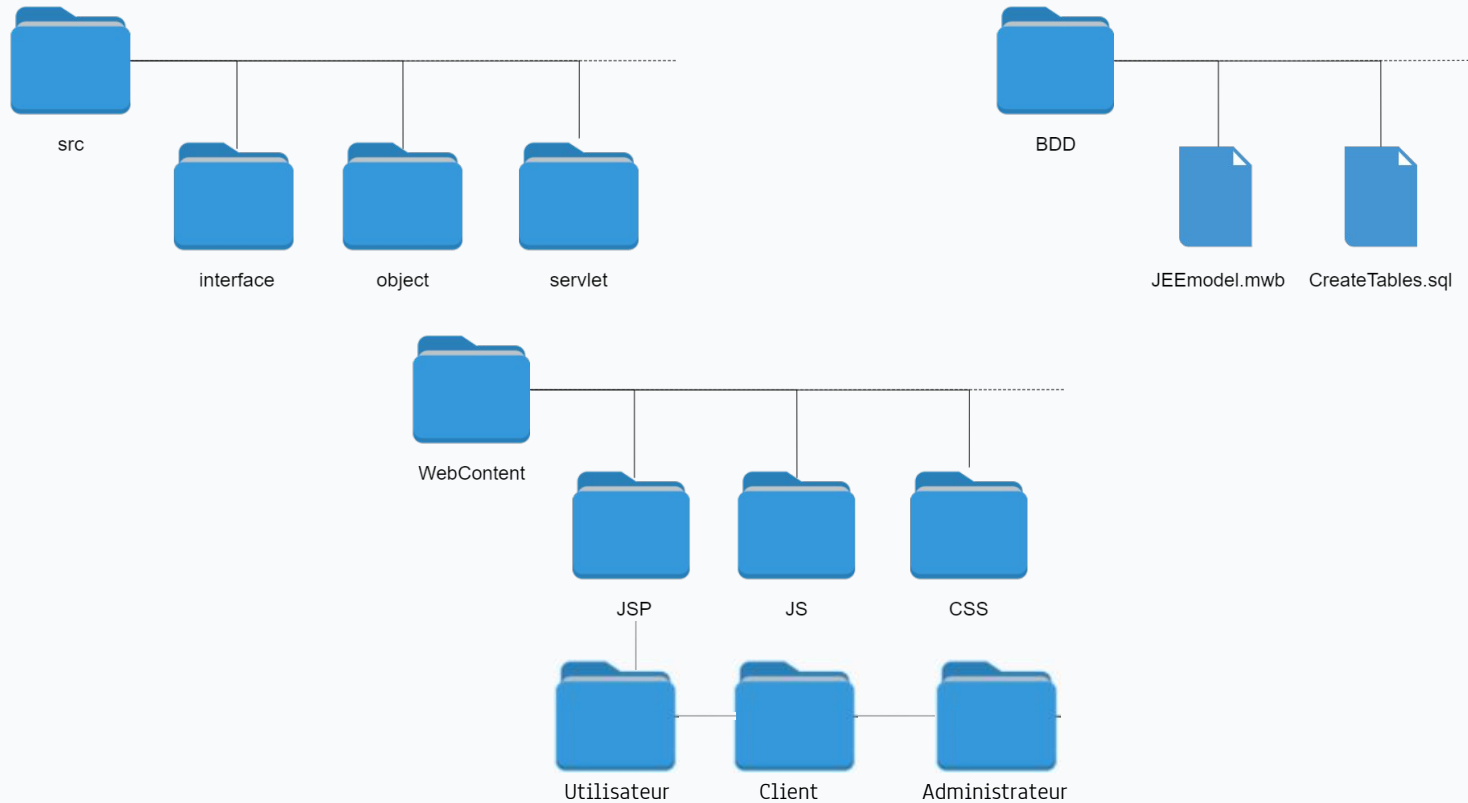 src
BDD
interface
object
servlet
JEEmodel.mwb
CreateTables.sql
WebContent
JSP
JS
CSS
Utilisateur
Client
Administrateur